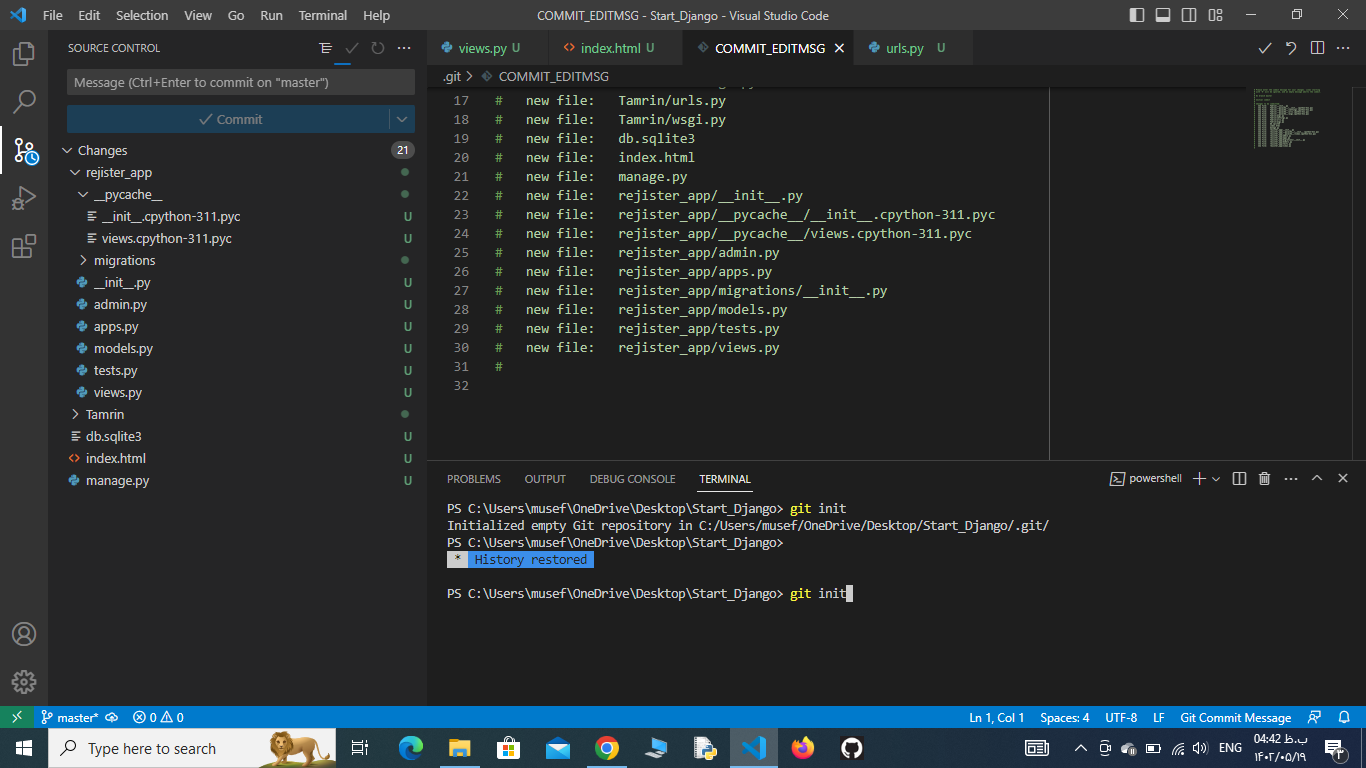 File Edit Selection View Go Run Terminal Help
COMMIT_EDITMSG - Start_Django - Visual Studio Code
SOURCE CONTROL
Message (Ctrl+Enter to commit on "master")
Commit
Changes 21
rejister_app
__pycache__
__init__.cpython-311.pyc U
views.cpython-311.pyc U
migrations
__init__.py U
admin.py U
apps.py U
models.py U
tests.py U
views.py U
Tamrin
db.sqlite3 U
index.html U
manage.py U
views.py U index.html U COMMIT_EDITMSG urls.py U
.git > COMMIT_EDITMSG
17 # new file: Tamrin/urls.py
18 # new file: Tamrin/wsgi.py
19 # new file: db.sqlite3
20 # new file: index.html
21 # new file: manage.py
22 # new file: rejister_app/__init__.py
23 # new file: rejister_app/__pycache__/__init__.cpython-311.pyc
24 # new file: rejister_app/__pycache__/views.cpython-311.pyc
25 # new file: rejister_app/admin.py
26 # new file: rejister_app/apps.py
27 # new file: rejister_app/migrations/__init__.py
28 # new file: rejister_app/models.py
29 # new file: rejister_app/tests.py
30 # new file: rejister_app/views.py
31 #
32
PROBLEMS OUTPUT DEBUG CONSOLE TERMINAL
powershell
PS C:\Users\musef\OneDrive\Desktop\Start_Django> git init
Initialized empty Git repository in C:/Users/musef/OneDrive/Desktop/Start_Django/.git/
PS C:\Users\musef\OneDrive\Desktop\Start_Django>
* History restored
PS C:\Users\musef\OneDrive\Desktop\Start_Django> git init
master* 0 0
Ln 1, Col 1 Spaces: 4 UTF-8 LF Git Commit Message
Type here to search
ENG
04:42 ب.ظ
۱۴۰۲/۰۵/۱۹
۳